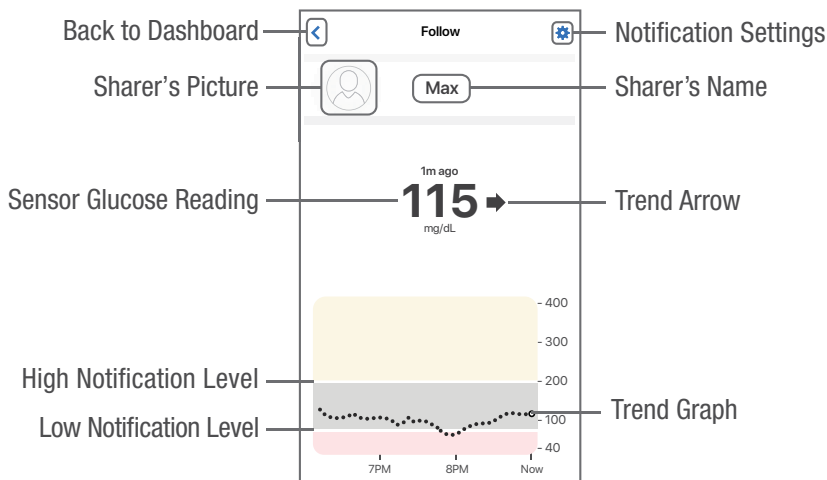 Back to Dashboard
Follow
Notification Settings
Sharer's Picture
Max
Sharer's Name
1m ago
Sensor Glucose Reading
115
Trend Arrow
mg/dL
- 400
- 300
High Notification Level
- 200
Trend Graph
Low Notification Level
- 100
- 40
7PM
8PM
Now